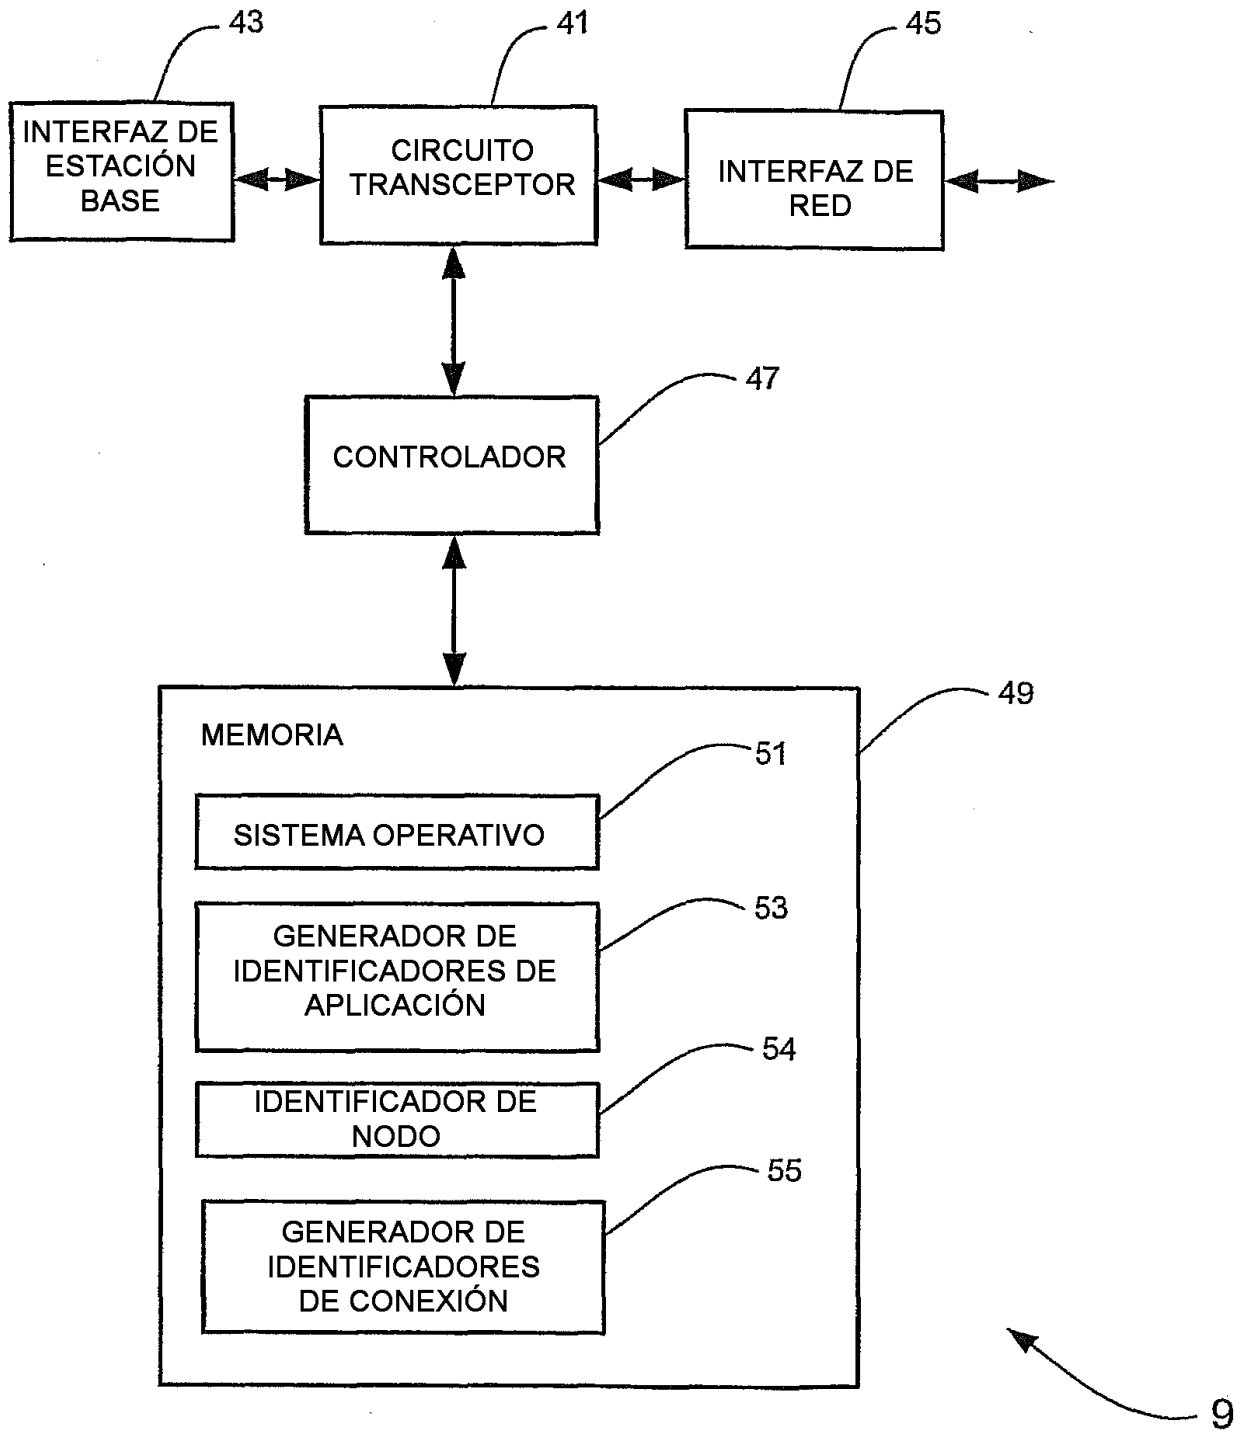 43
41
45
INTERFAZ DE
ESTACIÓN
BASE
CIRCUITO
TRANSCEPTOR
INTERFAZ DE
RED
47
CONTROLADOR
49
MEMORIA
51
SISTEMA OPERATIVO
53
GENERADOR DE
IDENTIFICADORES DE
APLICACIÓN
54
IDENTIFICADOR DE
NODO
55
GENERADOR DE
IDENTIFICADORES
DE CONEXIÓN
9